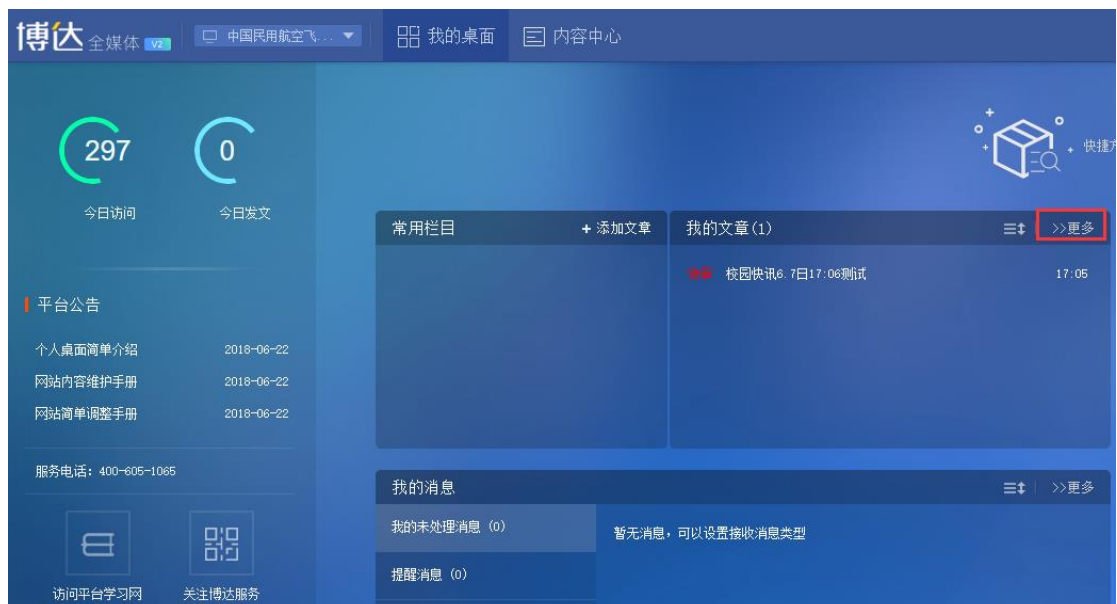 博达 全媒体 V2 中国民用航空飞... 我的桌面 内容中心
297 0
今日访问 今日发文
快捷方
常用栏目 + 添加文章 我的文章(1) >>更多
校园快讯6.7日17:06测试 17:05
平台公告
个人桌面简单介绍 2018-06-22
网站内容维护手册 2018-06-22
网站简单调整手册 2018-06-22
服务电话：400-605-1065
我的消息 >>更多
我的未处理消息 (0) 暂无消息，可以设置接收消息类型
提醒消息 (0)
访问平台学习网 关注博达服务